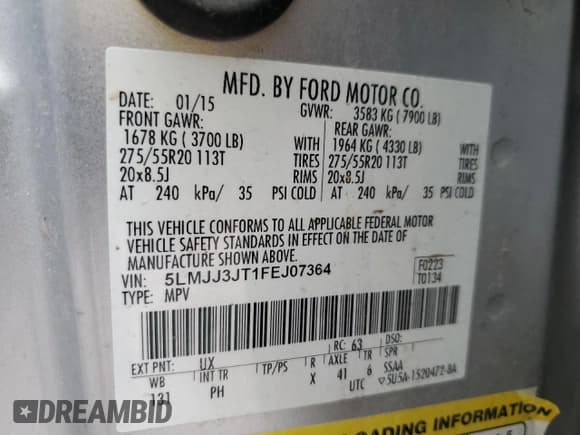 MFD. BY FORD MOTOR CO.
DATE: 01/15 GVWR: 3583 KG ( 7900 LB)
FRONT GAWR: REAR GAWR:
1678 KG ( 3700 LB) WITH 1964 KG ( 4330 LB) WITH
275/55R20 113T TIRES 275/55R20 113T TIRES
20x8.5J RIMS 20x8.5J RIMS
AT 240 kPa/ 35 PSI COLD AT 240 kPa/ 35 PSI COLD
THIS VEHICLE CONFORMS TO ALL APPLICABLE FEDERAL MOTOR
VEHICLE SAFETY STANDARDS IN EFFECT ON THE DATE OF
MANUFACTURE SHOWN ABOVE.
VIN: 5LMJJ3JT1FEJ07364 F0223
TYPE: MPV T0134
RC: 63 DSO:
EXT PNT: UX R AXLE TR SPR
WB INT TR TP/PS X 41 6 SSAA
131 PH UTC ▽5U5A-1520472-BA
LOADING INFORMATION
DREAMBID